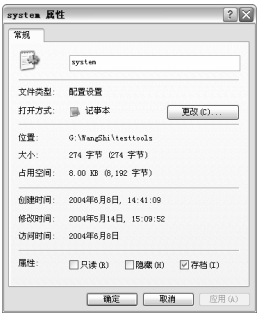 system 属性
常规
system
文件类型: 配置设置
打开方式: 记事本 更改(C)...
位置: G:\WangShi\testtools
大小: 274 字节 (274 字节)
占用空间: 8.00 KB (8,192 字节)
创建时间: 2004年6月8日, 14:41:09
修改时间: 2004年5月14日, 15:09:52
访问时间: 2004年6月8日
属性: 只读(R) 隐藏(H) 存档(I)
确定 取消 应用(A)